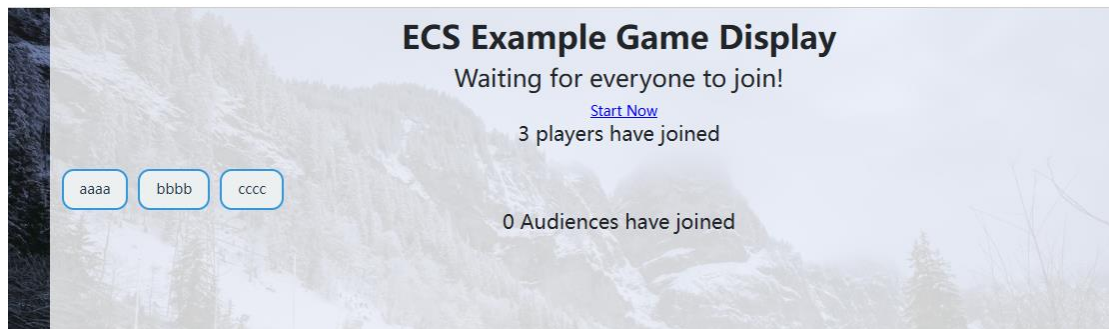 ECS Example Game Display
Waiting for everyone to join!
Start Now
3 players have joined
aaaa bbbb cccc
0 Audiences have joined